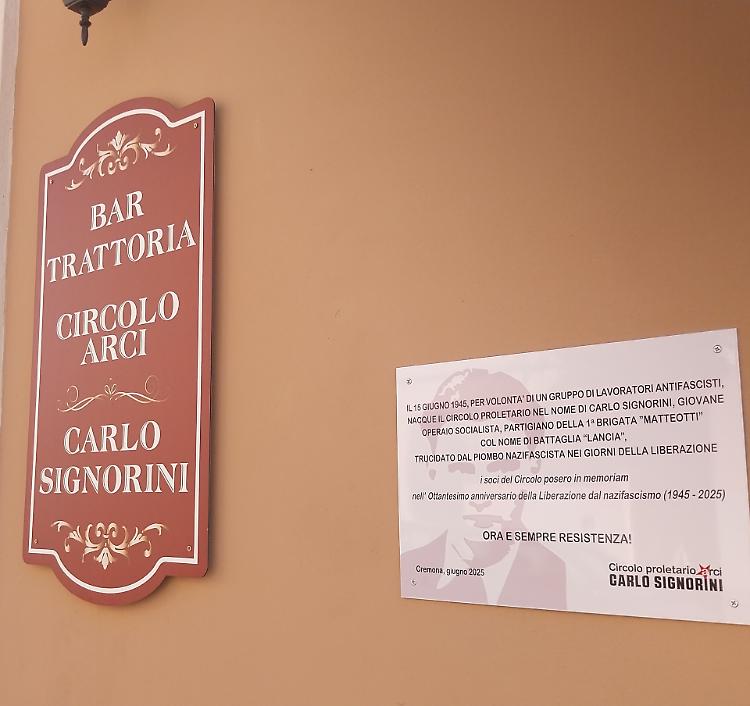 BAR
TRATTORIA
CIRCOLO
ARCI
CARLO
SIGNORINI
IL 15 GIUGNO 1945, PER VOLONTA' DI UN GRUPPO DI LAVORATORI ANTIFASCISTI,
NACQUE IL CIRCOLO PROLETARIO NEL NOME DI CARLO SIGNORINI, GIOVANE
OPERAIO SOCIALISTA, PARTIGIANO DELLA 1ª BRIGATA "MATTEOTTI"
COL NOME DI BATTAGLIA "LANCIA",
TRUCIDATO DAL PIOMBO NAZIFASCISTA NEI GIORNI DELLA LIBERAZIONE
i soci del Circolo posero in memoriam
nell' Ottantesimo anniversario della Liberazione dal nazifascismo (1945 - 2025)
ORA E SEMPRE RESISTENZA!
Cremona, giugno 2025
Circolo proletario arci
CARLO SIGNORINI